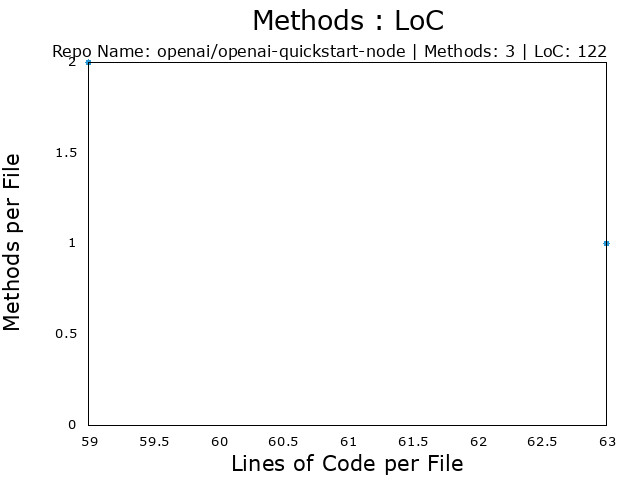 Methods : LoC
Repo Name: openai/openai-quickstart-node | Methods: 3 | LoC: 122
2
1.5
1
0.5
0
Methods per File
59 59.5 60 60.5 61 61.5 62 62.5 63
Lines of Code per File